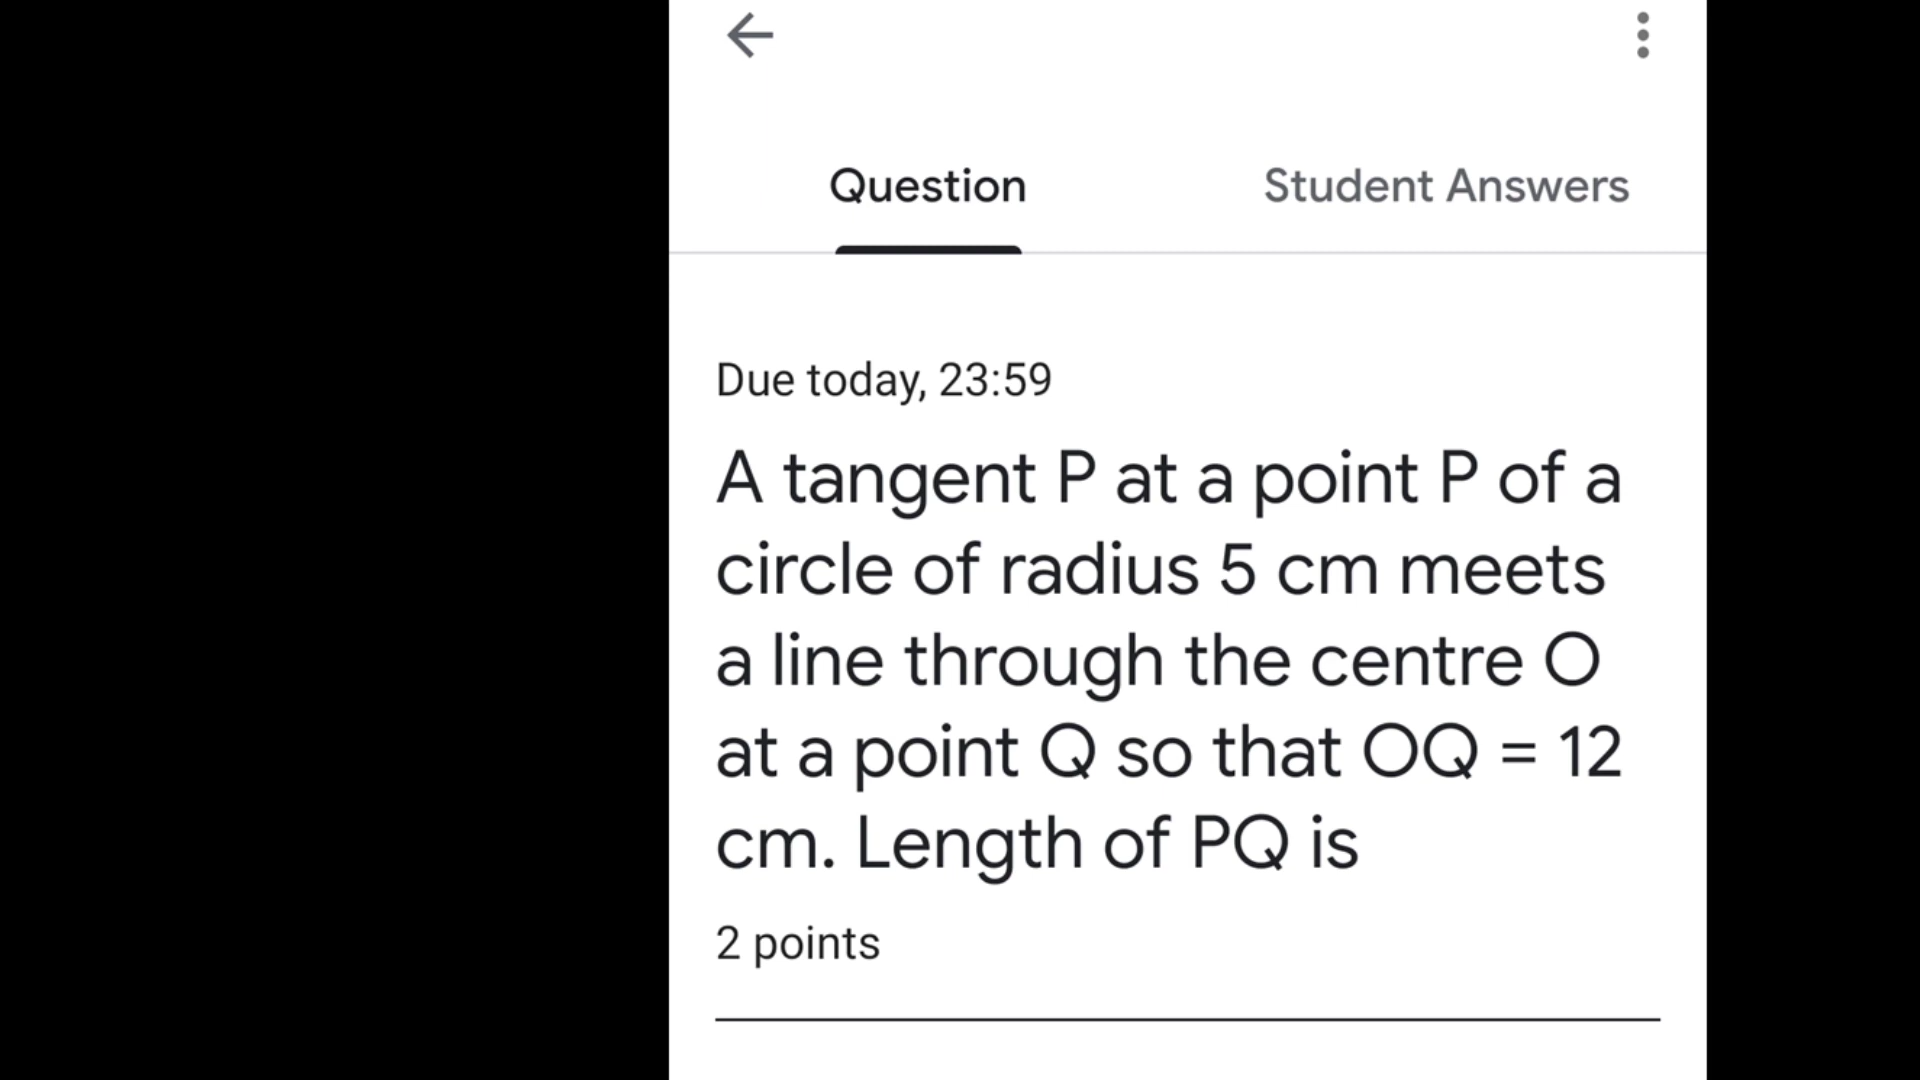 Question Student Answers
Due today, 23:59
A tangent P at a point P of a
circle of radius 5 cm meets
a line through the centre O
at a point Q so that OQ = 12
cm. Length of PQ is
2 points